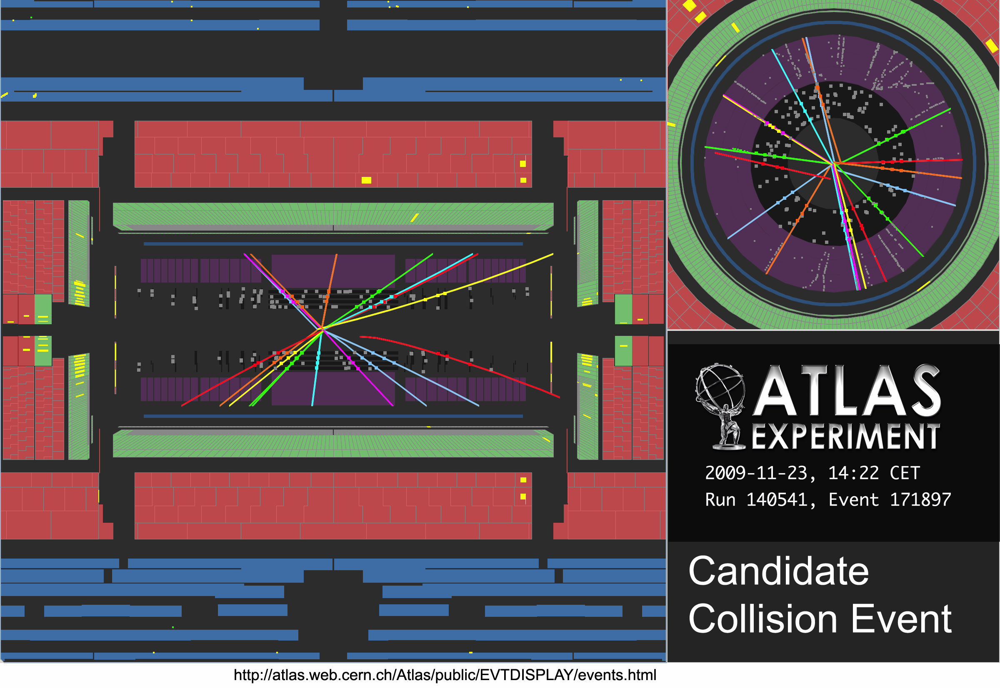 ATLAS
EXPERIMENT
2009-11-23, 14:22 CET
Run 140541, Event 171897
Candidate
Collision Event
http://atlas.web.cern.ch/Atlas/public/EVTDISPLAY/events.html